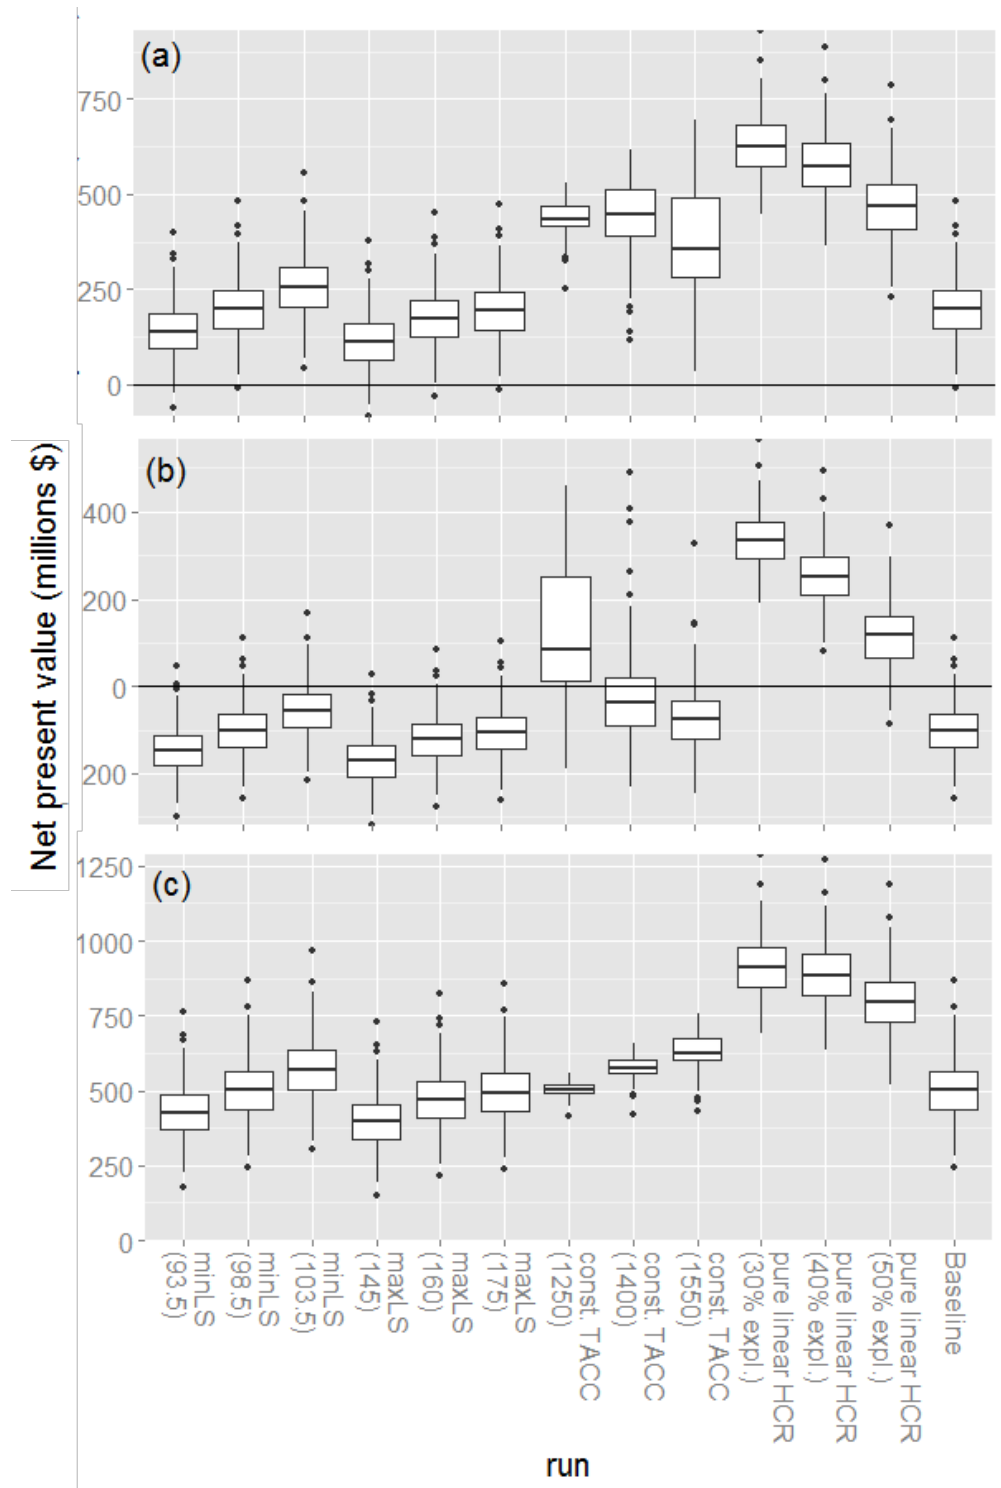 (a)
750
500
250
0
(b)
400
200
0
200
(c)
1250
1000
750
500
250
0
Net present value (millions $)
minLS
(93.5)
minLS
(98.5)
minLS
(103.5)
maxLS
(145)
maxLS
(160)
maxLS
(175)
const. TACC
(1250)
const. TACC
(1400)
const. TACC
(1550)
pure linear HCR
(30% expl.)
pure linear HCR
(40% expl.)
pure linear HCR
(50% expl.)
Baseline
run